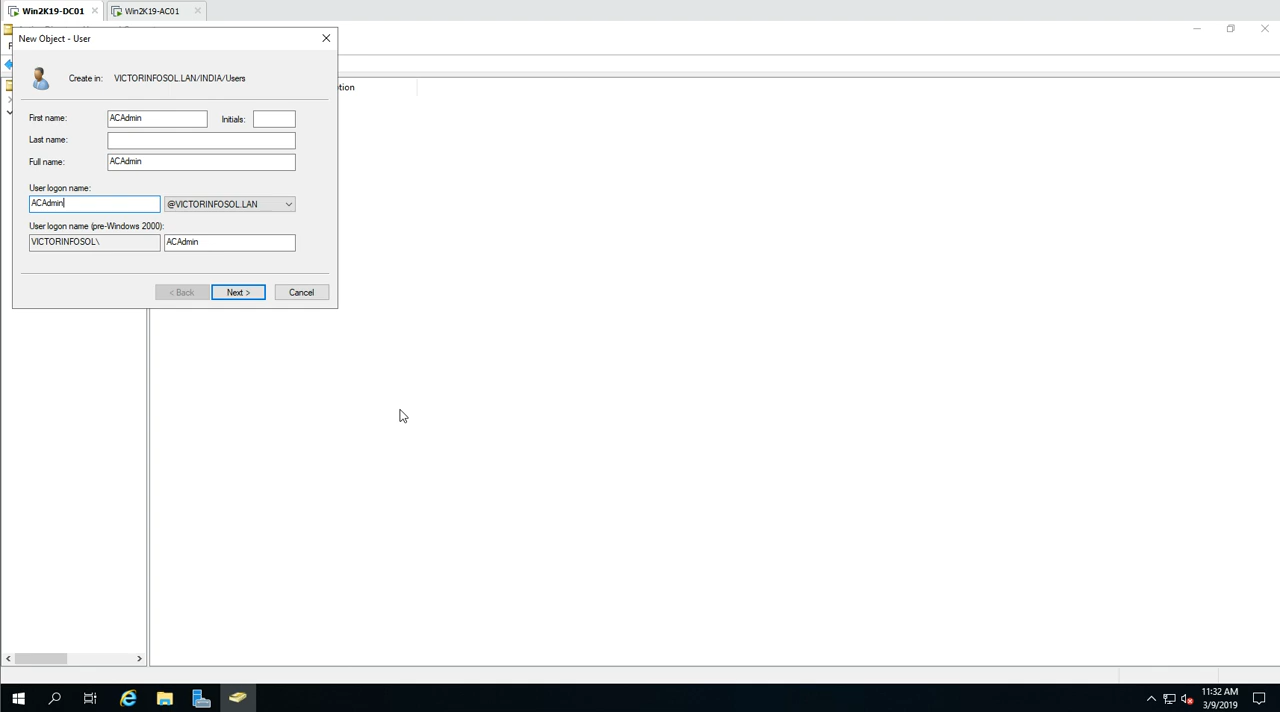 Win2K19-DC01
Win2K19-AC01
New Object - User
Create in: VICTORINFOSOL.LAN/INDIA/Users
First name: ACAdmin Initials:
Last name:
Full name: ACAdmin
User logon name:
ACAdmin @VICTORINFOSOL.LAN
User logon name (pre-Windows 2000):
VICTORINFOSOL\ ACAdmin
< Back Next > Cancel
11:32 AM
3/9/2019